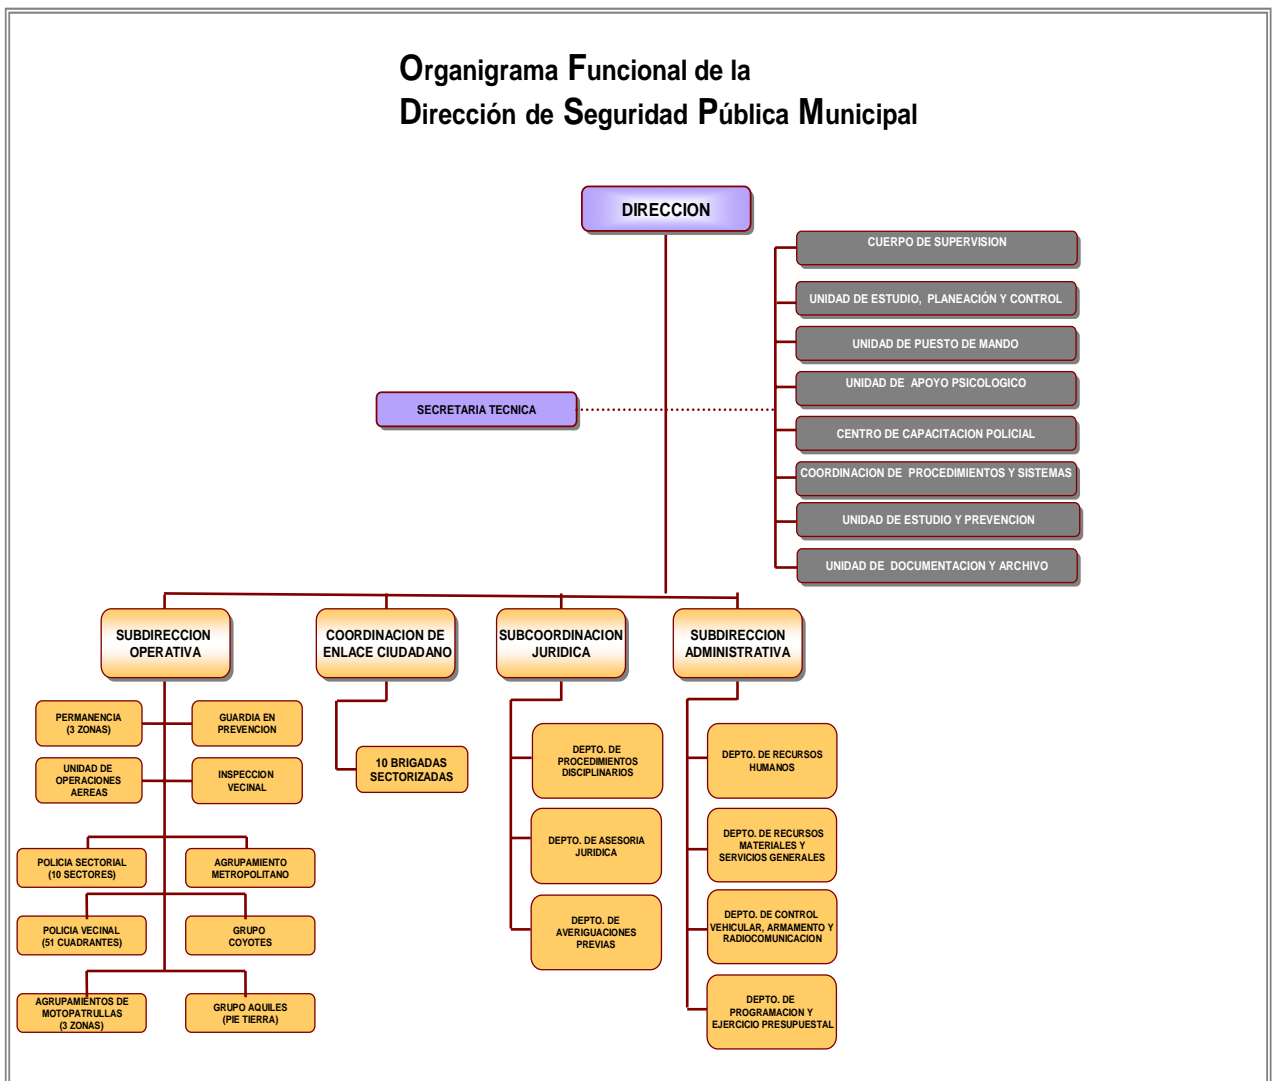 Organigrama Funcional de la
Dirección de Seguridad Pública Municipal
DIRECCION
CUERPO DE SUPERVISION
UNIDAD DE ESTUDIO, PLANEACIÓN Y CONTROL
UNIDAD DE PUESTO DE MANDO
UNIDAD DE APOYO PSICOLOGICO
SECRETARIA TECNICA
CENTRO DE CAPACITACION POLICIAL
COORDINACION DE PROCEDIMIENTOS Y SISTEMAS
UNIDAD DE ESTUDIO Y PREVENCION
UNIDAD DE DOCUMENTACION Y ARCHIVO
SUBDIRECCION
OPERATIVA
COORDINACION DE
ENLACE CIUDADANO
SUBCOORDINACION
JURIDICA
SUBDIRECCION
ADMINISTRATIVA
PERMANENCIA
(3 ZONAS)
GUARDIA EN
PREVENCION
UNIDAD DE
OPERACIONES
AEREAS
INSPECCION
VECINAL
POLICIA SECTORIAL
(10 SECTORES)
AGRUPAMIENTO
METROPOLITANO
POLICIA VECINAL
(51 CUADRANTES)
GRUPO
COYOTES
AGRUPAMIENTOS DE
MOTOPATRULLAS
(3 ZONAS)
GRUPO AQUILES
(PIE TIERRA)
10 BRIGADAS
SECTORIZADAS
DEPTO. DE
PROCEDIMIENTOS
DISCIPLINARIOS
DEPTO. DE ASESORIA
JURIDICA
DEPTO. DE
AVERIGUACIONES
PREVIAS
DEPTO. DE RECURSOS
HUMANOS
DEPTO. DE RECURSOS
MATERIALES Y
SERVICIOS GENERALES
DEPTO. DE CONTROL
VEHICULAR, ARMAMENTO Y
RADIOCOMUNICACION
DEPTO. DE
PROGRAMACION Y
EJERCICIO PRESUPUESTAL